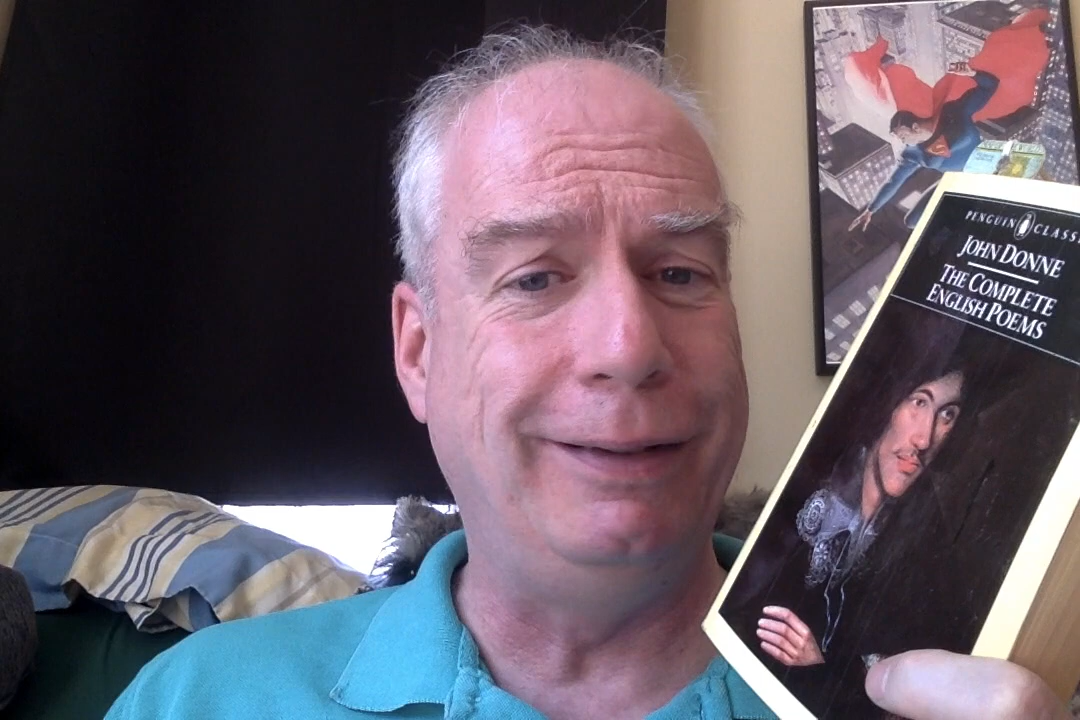 PENGUIN CLASS
JOHN DONNE
THE COMPLETE
ENGLISH POEMS